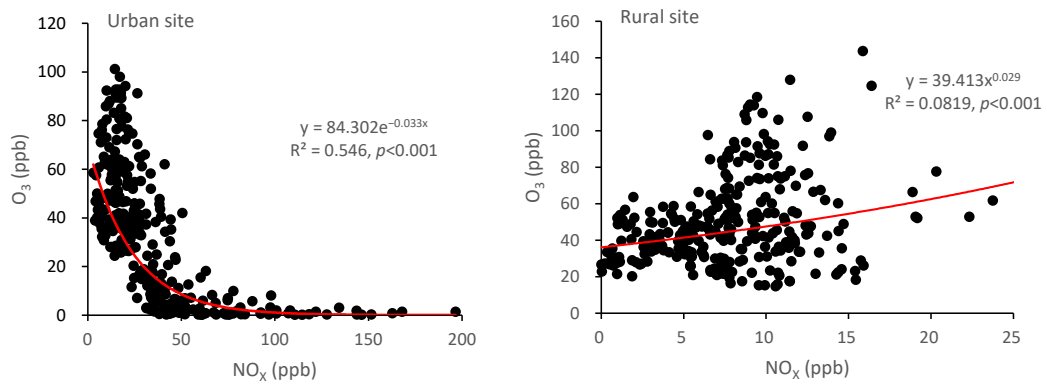 Urban site
120
100
80
60
40
20
0
O₃ (ppb)
y = 84.302e⁻⁰·⁰³³ˣ
R² = 0.546, p<0.001
0
50
100
150
200
NOₓ (ppb)
Rural site
160
140
120
100
80
60
40
20
0
O₃ (ppb)
y = 39.413x⁰·⁰²⁹
R² = 0.0819, p<0.001
0
5
10
15
20
25
NOₓ (ppb)